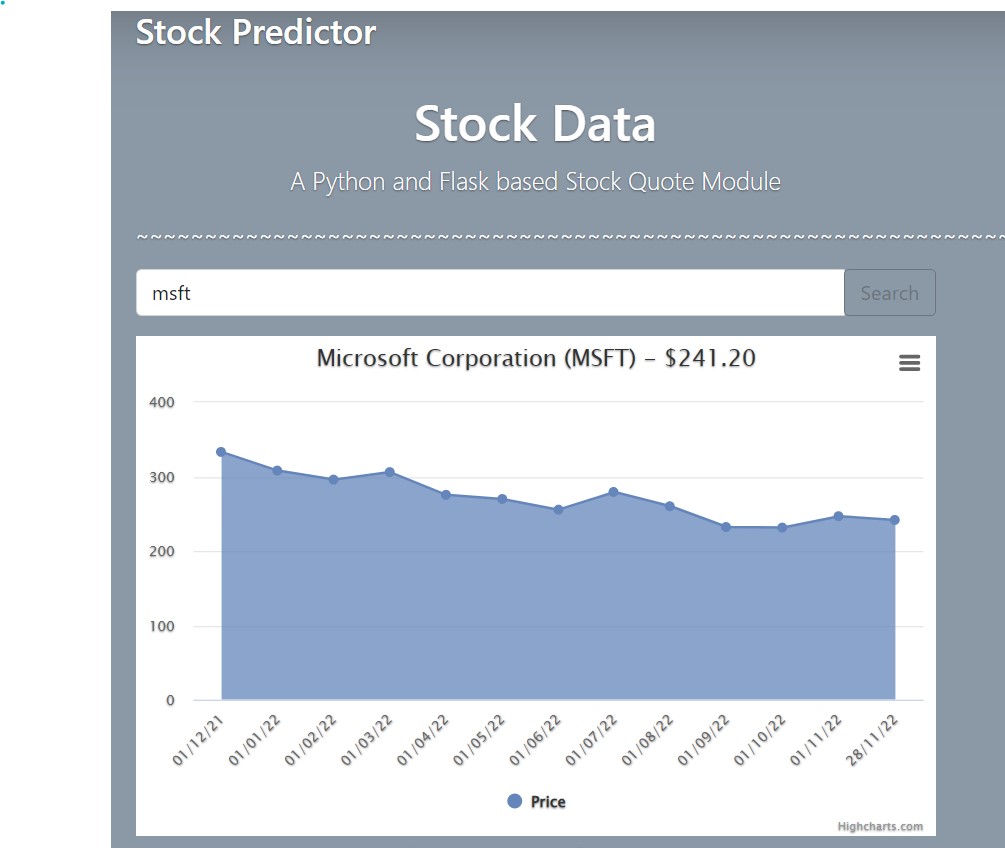 Stock Predictor
Stock Data
A Python and Flask based Stock Quote Module
~~~~~~~~~~~~~~~~~~~~~~~~~~~~~~~~~~~~~~~~~~~~~~~~~~~~~~~~~~~~~~~
msft Search
Microsoft Corporation (MSFT) – $241.20
400
300
200
100
0
01/12/21 01/01/22 01/02/22 01/03/22 01/04/22 01/05/22 01/06/22 01/07/22 01/08/22 01/09/22 01/10/22 01/11/22 28/11/22
Price
Highcharts.com